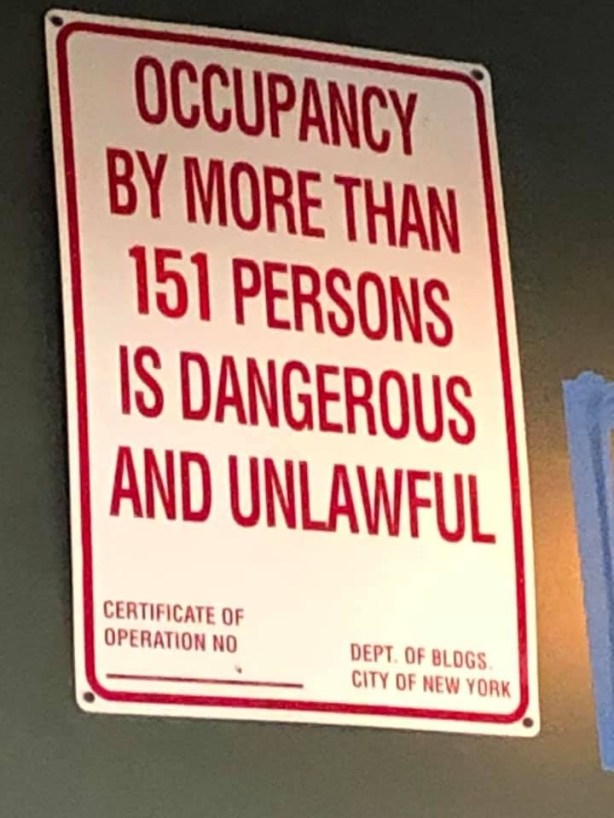 OCCUPANCY
BY MORE THAN
151 PERSONS
IS DANGEROUS
AND UNLAWFUL
CERTIFICATE OF
OPERATION NO
DEPT. OF BLDGS.
CITY OF NEW YORK